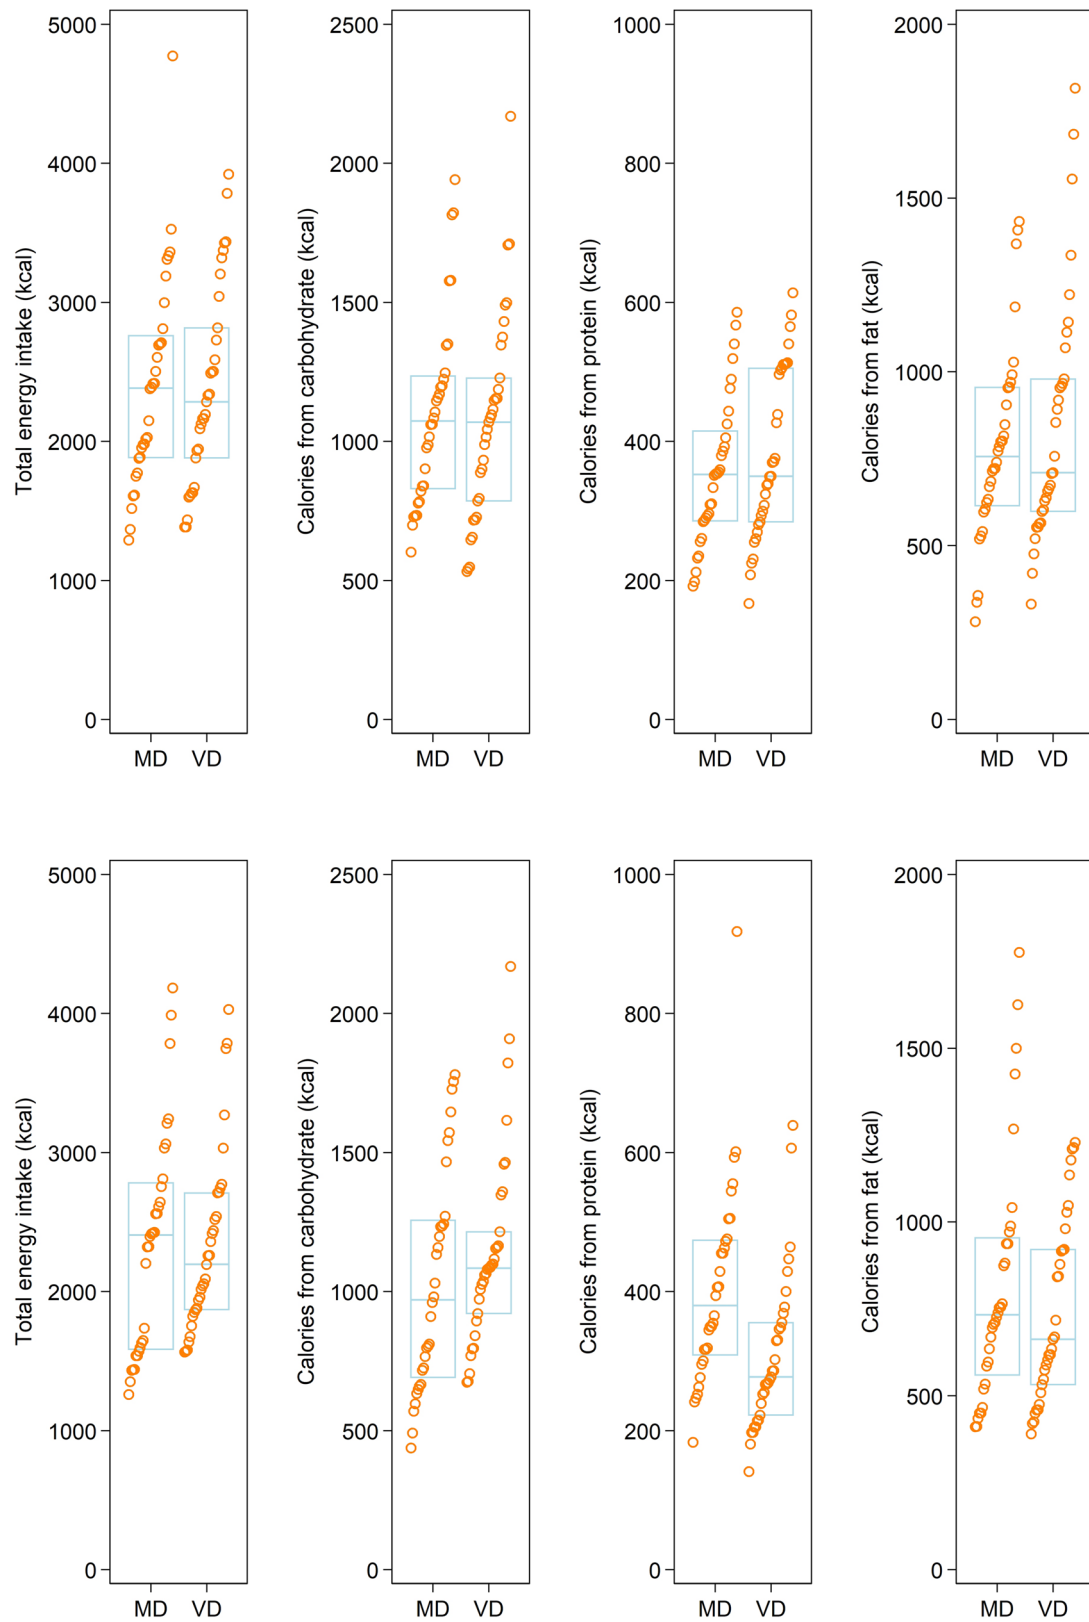 Total energy intake (kcal)
5000
4000
3000
2000
1000
0
MD VD
Calories from carbohydrate (kcal)
2500
2000
1500
1000
500
0
MD VD
Calories from protein (kcal)
1000
800
600
400
200
0
MD VD
Calories from fat (kcal)
2000
1500
1000
500
0
MD VD
Total energy intake (kcal)
5000
4000
3000
2000
1000
0
MD VD
Calories from carbohydrate (kcal)
2500
2000
1500
1000
500
0
MD VD
Calories from protein (kcal)
1000
800
600
400
200
0
MD VD
Calories from fat (kcal)
2000
1500
1000
500
0
MD VD